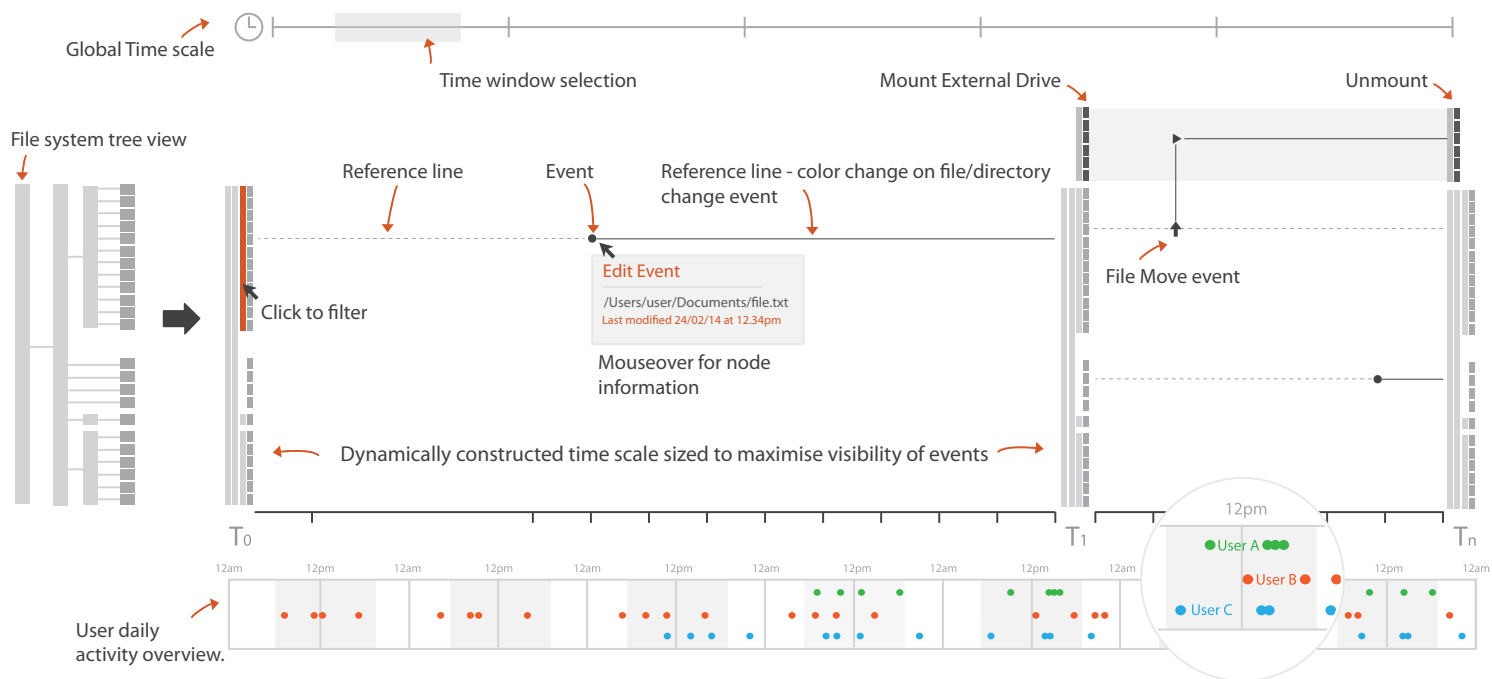 Global Time scale
Time window selection
Mount External Drive
Unmount
File system tree view
Reference line
Event
Reference line - color change on file/directory
change event
Edit Event
/Users/user/Documents/file.txt
Last modified 24/02/14 at 12.34pm
Click to filter
File Move event
Mouseover for node
information
Dynamically constructed time scale sized to maximise visibility of events
T0
T1
Tn
12pm
User A
User B
User C
12am
12pm
12am
12pm
12am
12pm
12am
12pm
12am
12pm
12am
12pm
12am
User daily
activity overview.